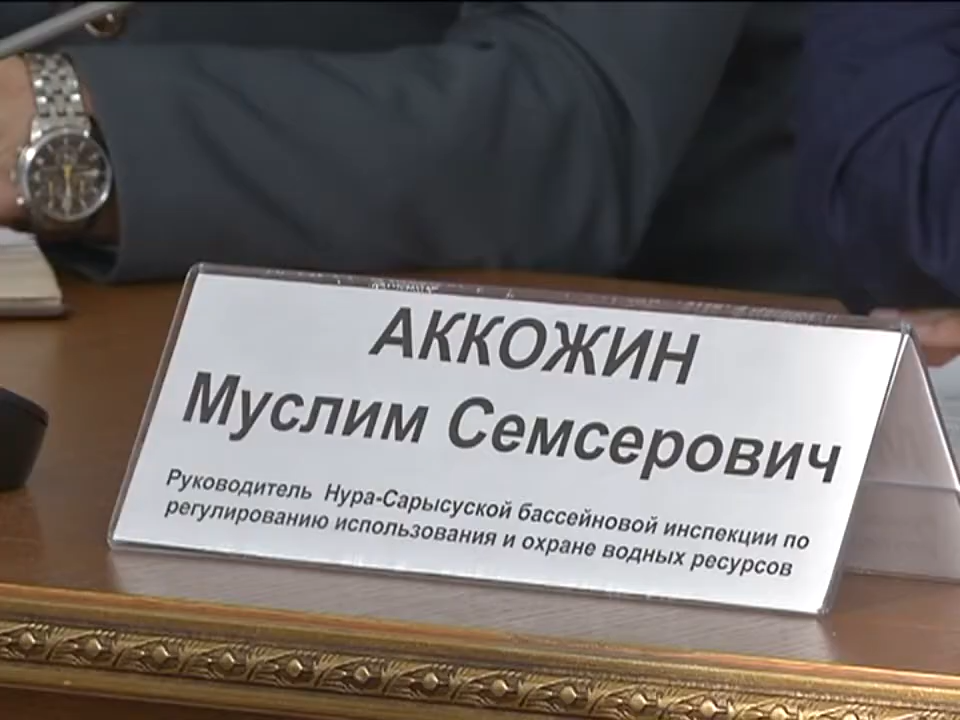 АККОЖИН
Муслим Семсерович
Руководитель Нура-Сарысуской бассейновой инспекции по
регулированию использования и охране водных ресурсов